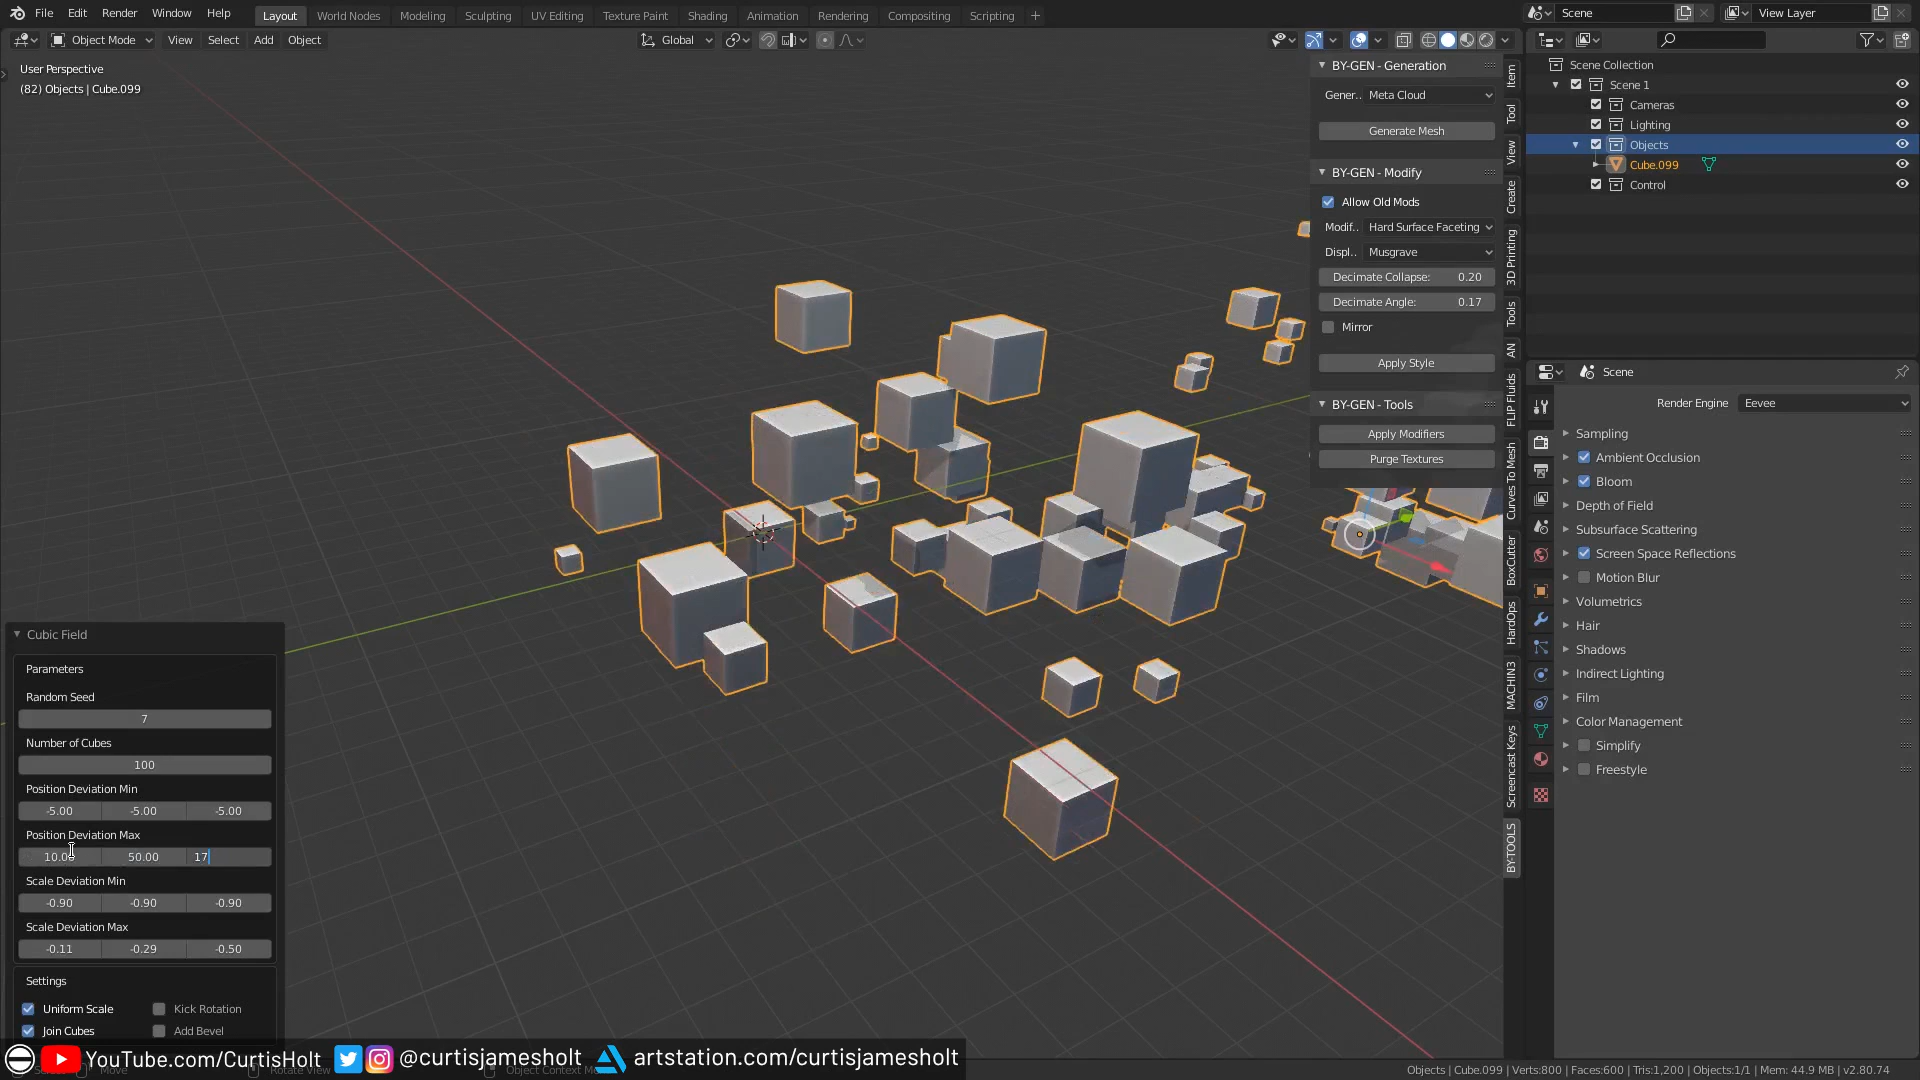 File Edit Render Window Help
Layout World Nodes Modeling Sculpting UV Editing Texture Paint Shading Animation Rendering Compositing Scripting +
Scene
View Layer
Object Mode View Select Add Object
Global
User Perspective
(82) Objects | Cube.099
BY-GEN - Generation
Gener.. Meta Cloud
Generate Mesh
BY-GEN - Modify
Allow Old Mods
Modif.. Hard Surface Faceting
Displ.. Musgrave
Decimate Collapse: 0.20
Decimate Angle: 0.17
Mirror
Apply Style
BY-GEN - Tools
Apply Modifiers
Purge Textures
Item
Tool
View
Create
3D Printing
Tools
AN
FLIP Fluids
Curves To Mesh
BoxCutter
HardOps
MACHIN3
Screencast Keys
BY-TOOLS
Scene Collection
Scene 1
Cameras
Lighting
Objects
Cube.099
Control
Scene
Render Engine Eevee
Sampling
Ambient Occlusion
Bloom
Depth of Field
Subsurface Scattering
Screen Space Reflections
Motion Blur
Volumetrics
Hair
Shadows
Indirect Lighting
Film
Color Management
Simplify
Freestyle
Cubic Field
Parameters
Random Seed
7
Number of Cubes
100
Position Deviation Min
-5.00 -5.00 -5.00
Position Deviation Max
10.00 50.00 17
Scale Deviation Min
-0.90 -0.90 -0.90
Scale Deviation Max
-0.11 -0.29 -0.50
Settings
Uniform Scale Kick Rotation
Join Cubes Add Bevel
YouTube.com/CurtisHolt @curtisjamesholt artstation.com/curtisjamesholt
Move Rotate View Object Context
Objects | Cube.099 | Verts:800 | Faces:600 | Tris:1,200 | Objects:1/1 | Mem: 44.9 MB | v2.80.74